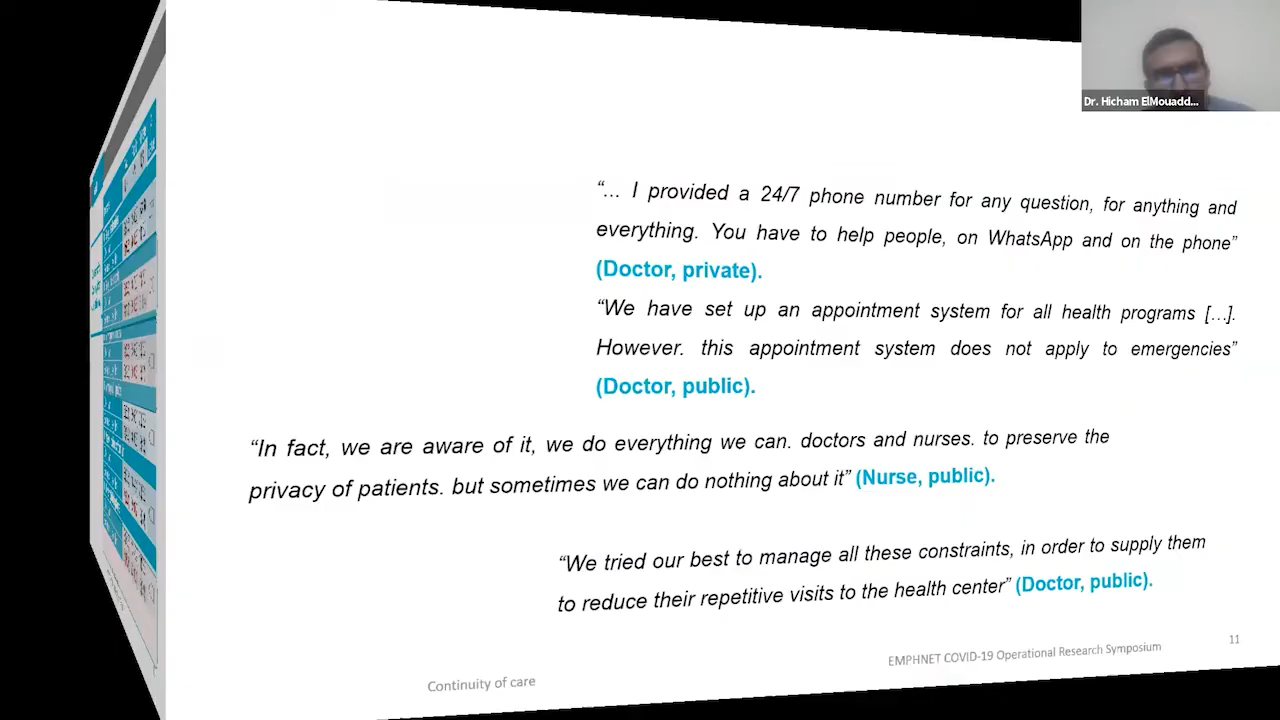 Dr. Hicham ElMouadd...
“... I provided a 24/7 phone number for any question, for anything and
everything. You have to help people, on WhatsApp and on the phone”
(Doctor, private).
“We have set up an appointment system for all health programs [...].
However. this appointment system does not apply to emergencies”
(Doctor, public).
“In fact, we are aware of it, we do everything we can. doctors and nurses. to preserve the
privacy of patients. but sometimes we can do nothing about it” (Nurse, public).
“We tried our best to manage all these constraints, in order to supply them
to reduce their repetitive visits to the health center” (Doctor, public).
11
EMPHNET COVID-19 Operational Research Symposium
Continuity of care